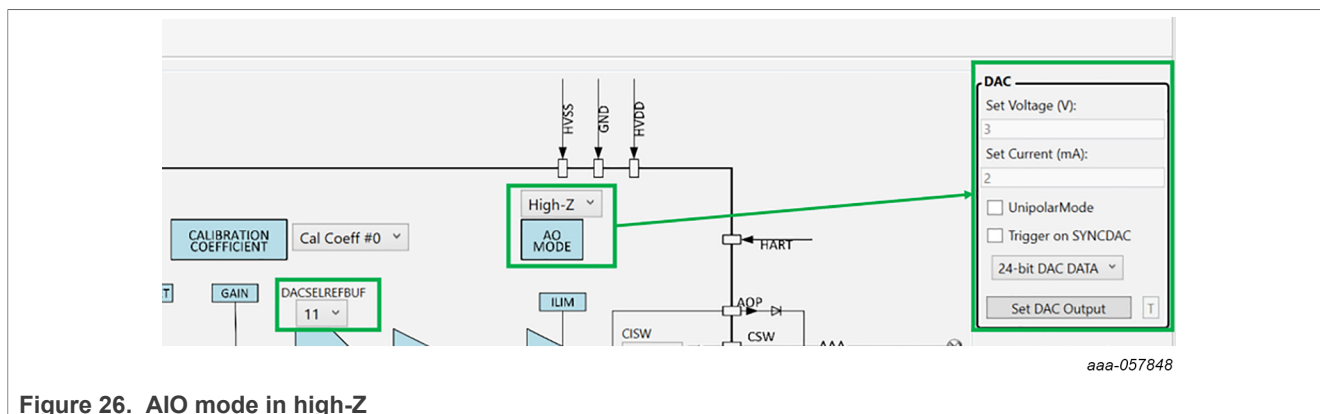 HVSS
GND
HVDD
High-Z
AO
MODE
CALIBRATION
COEFFICIENT
Cal Coeff #0
HART
T
GAIN
DACSELREFBUF
11
ILIM
AOP
CISW
CSW
DAC
Set Voltage (V):
3
Set Current (mA):
2
UnipolarMode
Trigger on SYNCDAC
24-bit DAC DATA
Set DAC Output
T
aaa-057848
Figure 26. AIO mode in high-Z